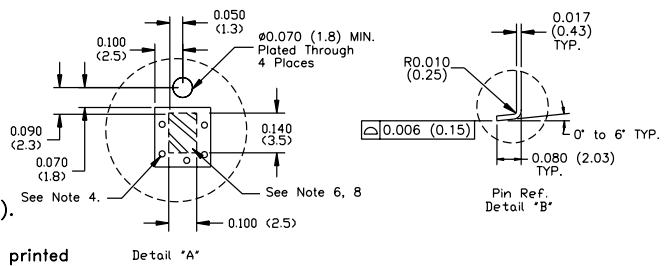 0.050
(1.3)
0.100
(2.5)
ø0.070 (1.8) MIN.
Plated Through
4 Places
0.090
(2.3)
0.070
(1.8)
0.140
(3.5)
See Note 4.
See Note 6, 8
0.100 (2.5)
).
printed
Detail "A"
0.017
(0.43)
TYP.
R0.010
(0.25)
⌓ 0.006 (0.15)
0° to 6° TYP.
0.080 (2.03)
TYP.
Pin Ref.
Detail "B"